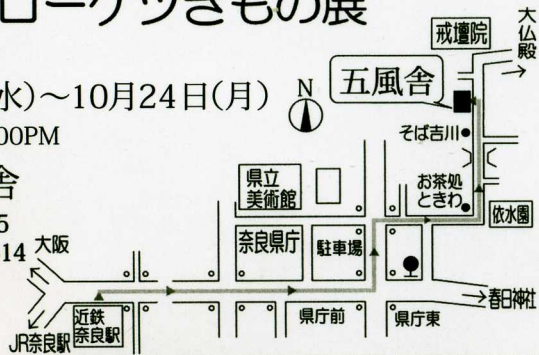 ローケツきもの展
水)～10月24日(月)
00PM
舎
5
14
N
大仏殿
戒壇院
五風舎
そば吉川
お茶処
ときわ
依水園
県立
美術館
奈良県庁
駐車場
大阪
近鉄
奈良駅
JR奈良駅
県庁前
県庁東
春日神社